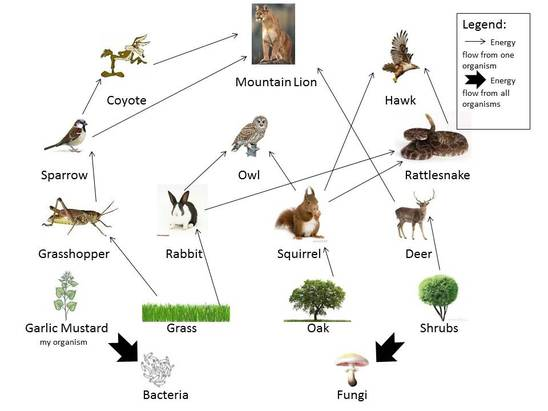 Legend:
Energy
flow from one
organism
Energy
flow from all
organisms
Mountain Lion
Coyote
Hawk
Sparrow
Owl
Rattlesnake
Grasshopper
Rabbit
Squirrel
Deer
Garlic Mustard
my organism
Grass
Oak
Shrubs
Bacteria
Fungi